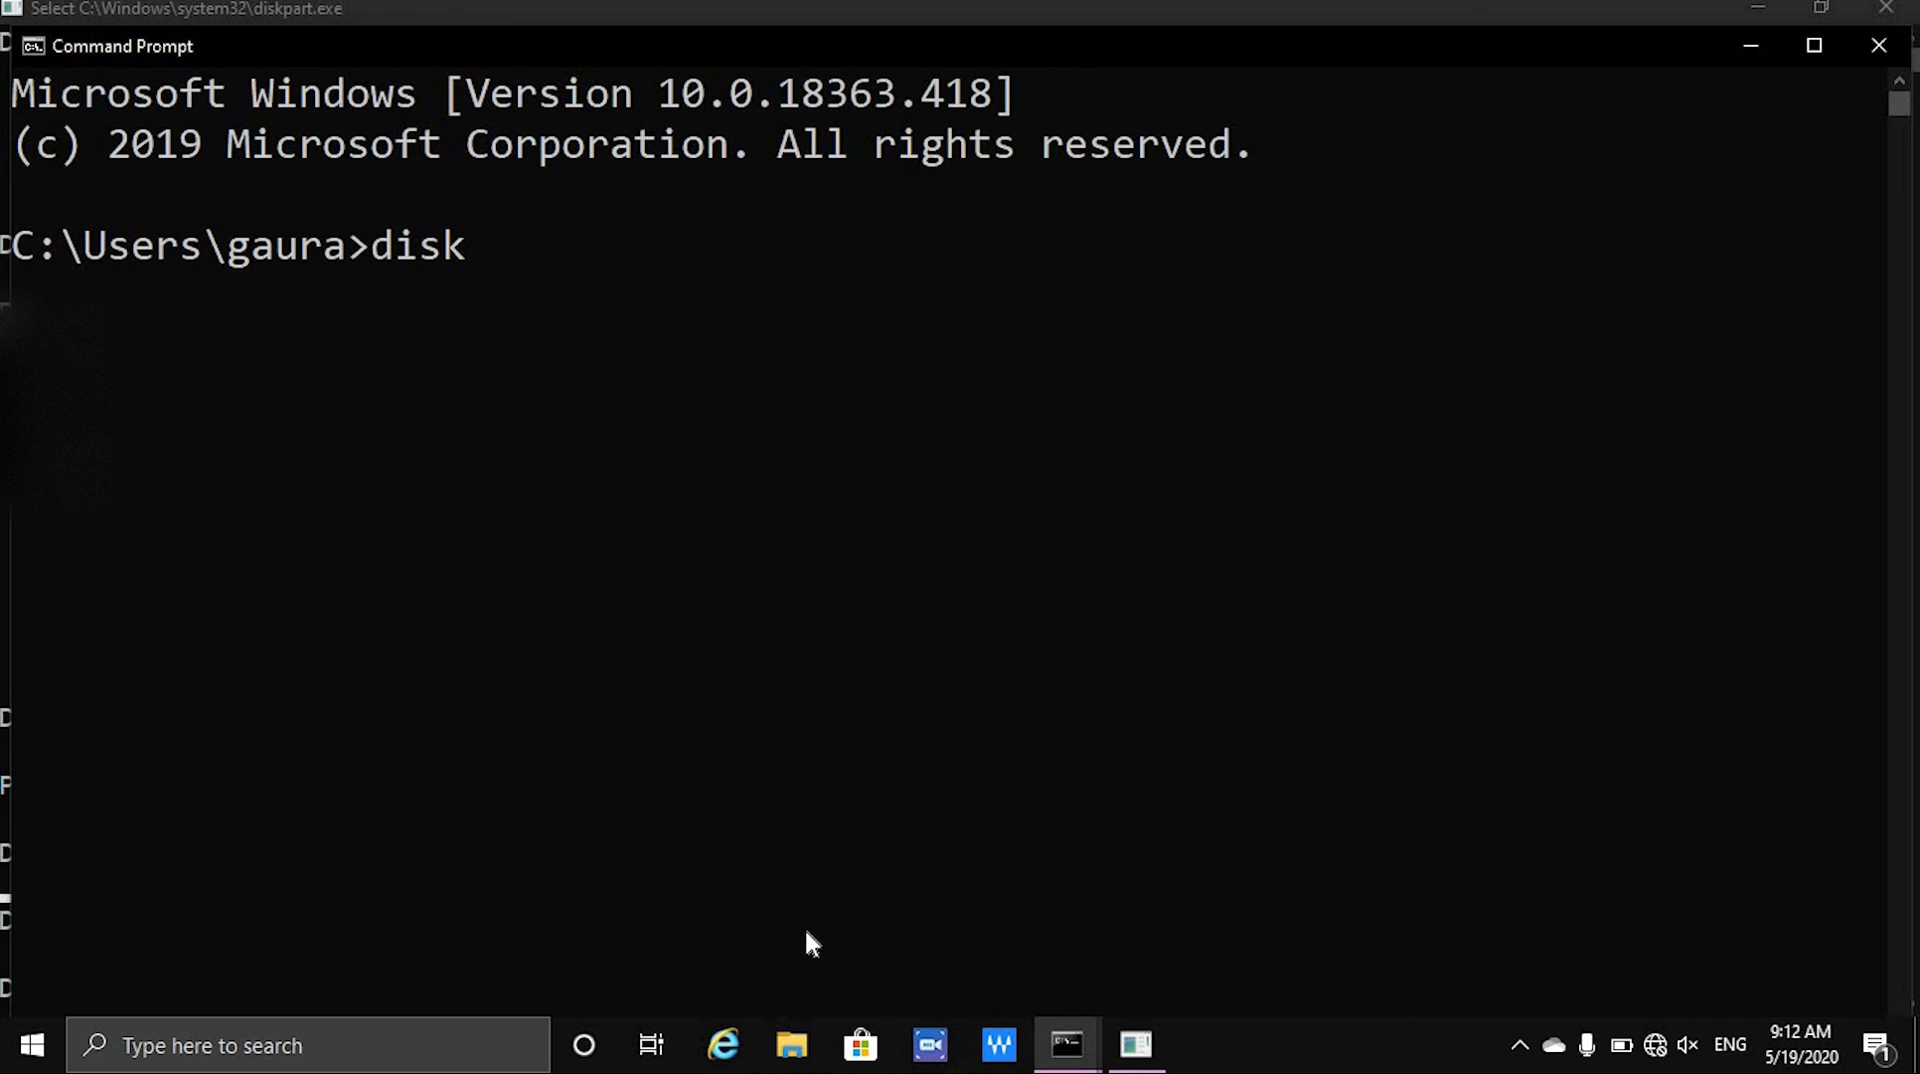 Select C:\Windows\system32\diskpart.exe
Command Prompt
Microsoft Windows [Version 10.0.18363.418]
(c) 2019 Microsoft Corporation. All rights reserved.
C:\Users\gaura>disk
D
D
D
P
D
D
D
Type here to search
ENG
9:12 AM
5/19/2020
1